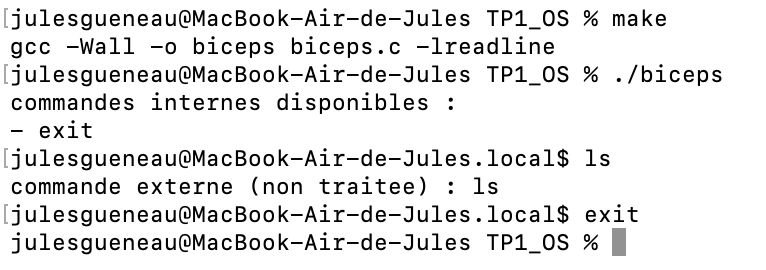 [julesgueneau@MacBook-Air-de-Jules TP1_OS % make
gcc -Wall -o biceps biceps.c -lreadline
[julesgueneau@MacBook-Air-de-Jules TP1_OS % ./biceps
commandes internes disponibles :
- exit
[julesgueneau@MacBook-Air-de-Jules.local$ ls
commande externe (non traitee) : ls
[julesgueneau@MacBook-Air-de-Jules.local$ exit
julesgueneau@MacBook-Air-de-Jules TP1_OS %